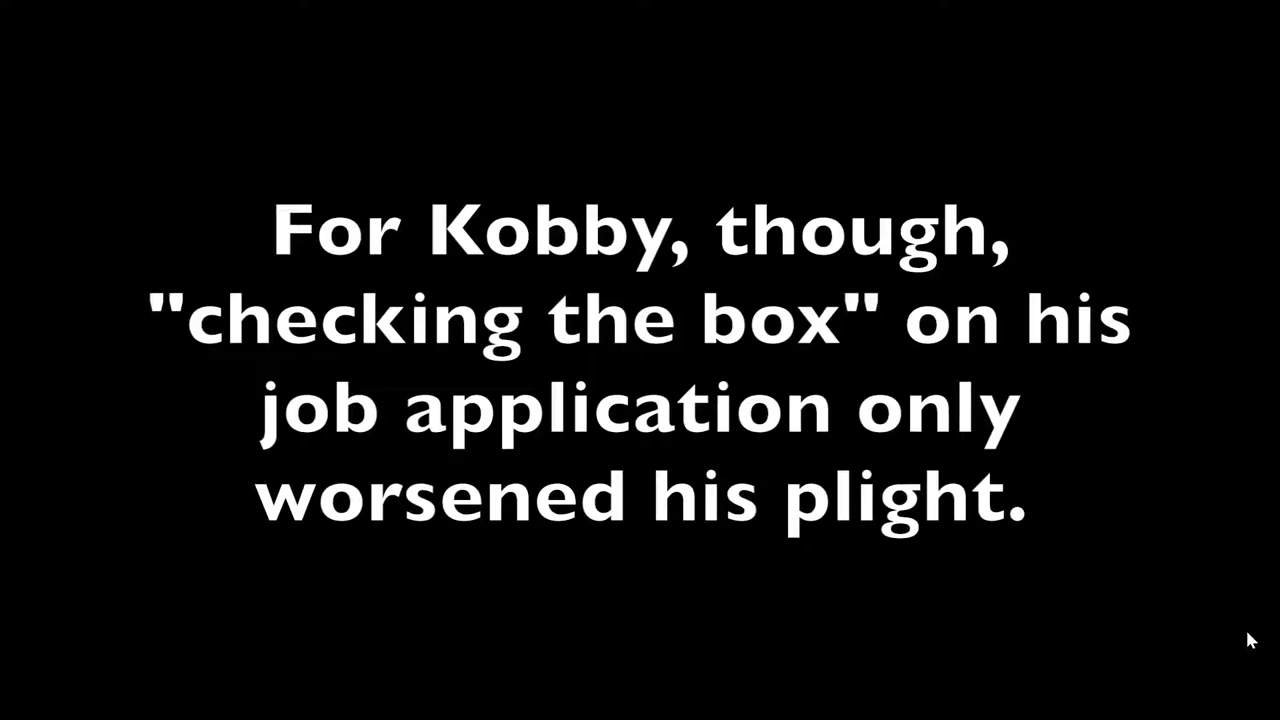 For Kobby, though,
"checking the box" on his
job application only
worsened his plight.